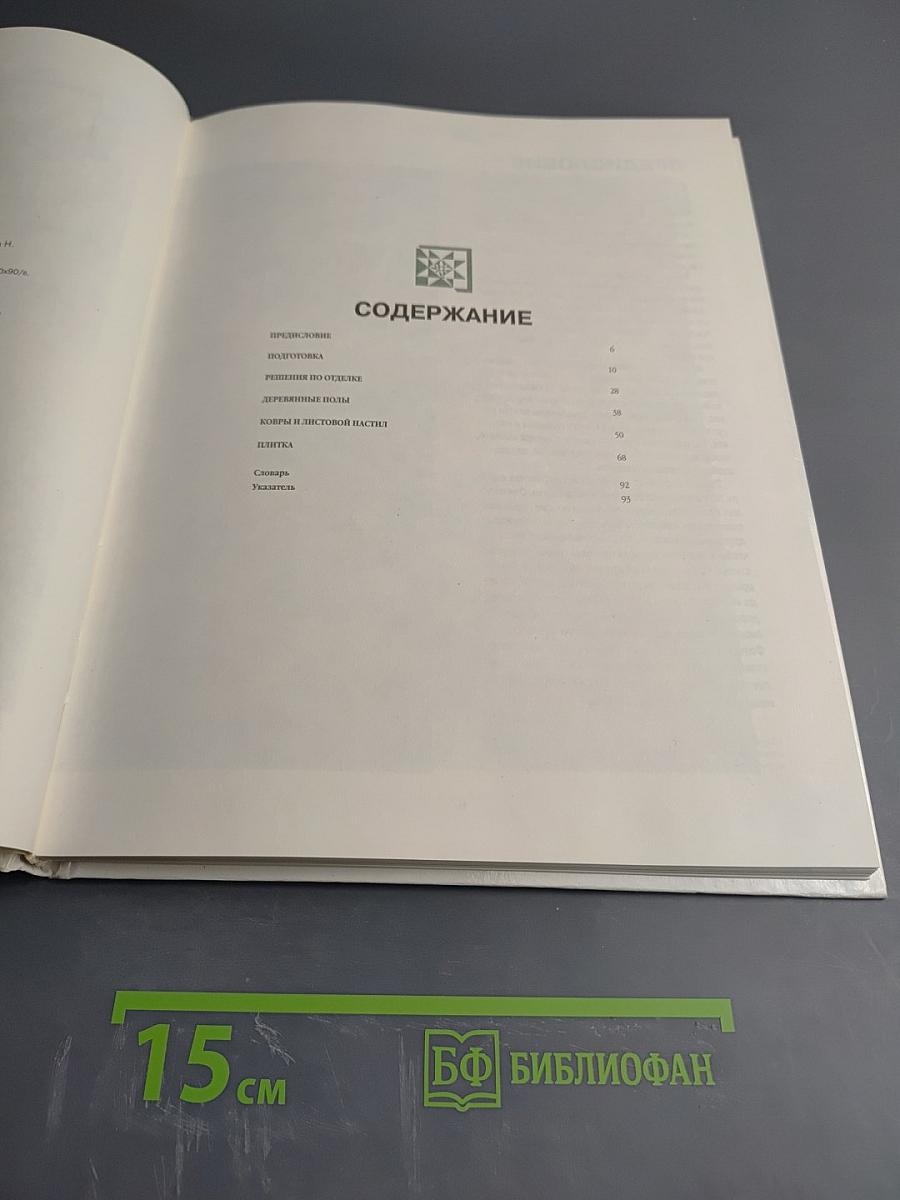 н Н.
0х90/в.
СОДЕРЖАНИЕ
ПРЕДИСЛОВИЕ 6
ПОДГОТОВКА 10
РЕШЕНИЯ ПО ОТДЕЛКЕ 28
ДЕРЕВЯННЫЕ ПОЛЫ 38
КОВРЫ И ЛИСТОВОЙ НАСТИЛ 50
ПЛИТКА 68
Словарь 92
Указатель 93
15 СМ
БФ БИБЛИОФАН